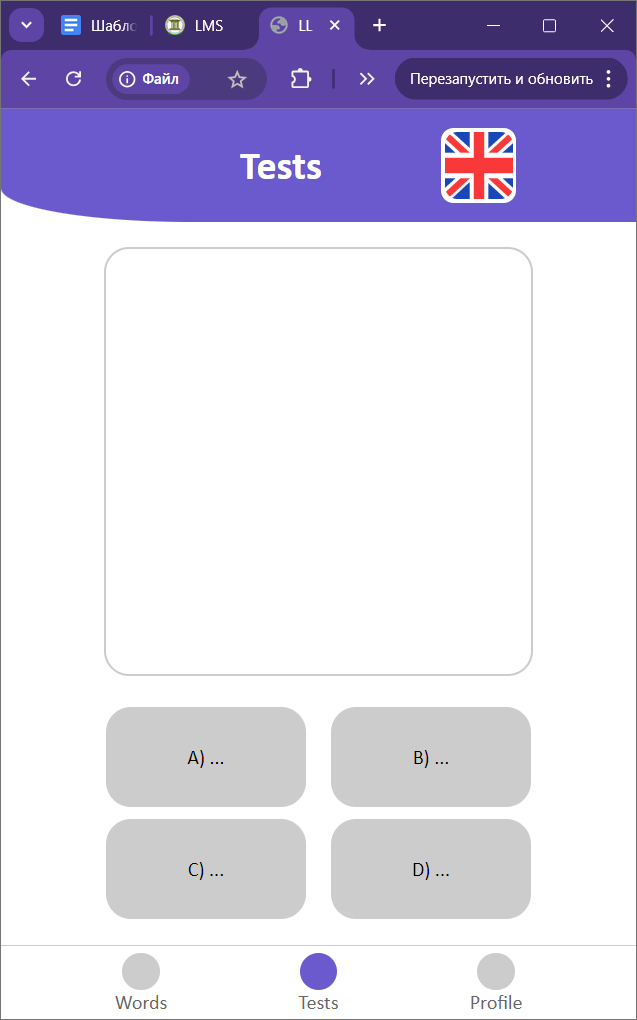 Шабло
LMS
LL
Файл
Перезапустить и обновить
Tests
A) ...
B) ...
C) ...
D) ...
Words
Tests
Profile